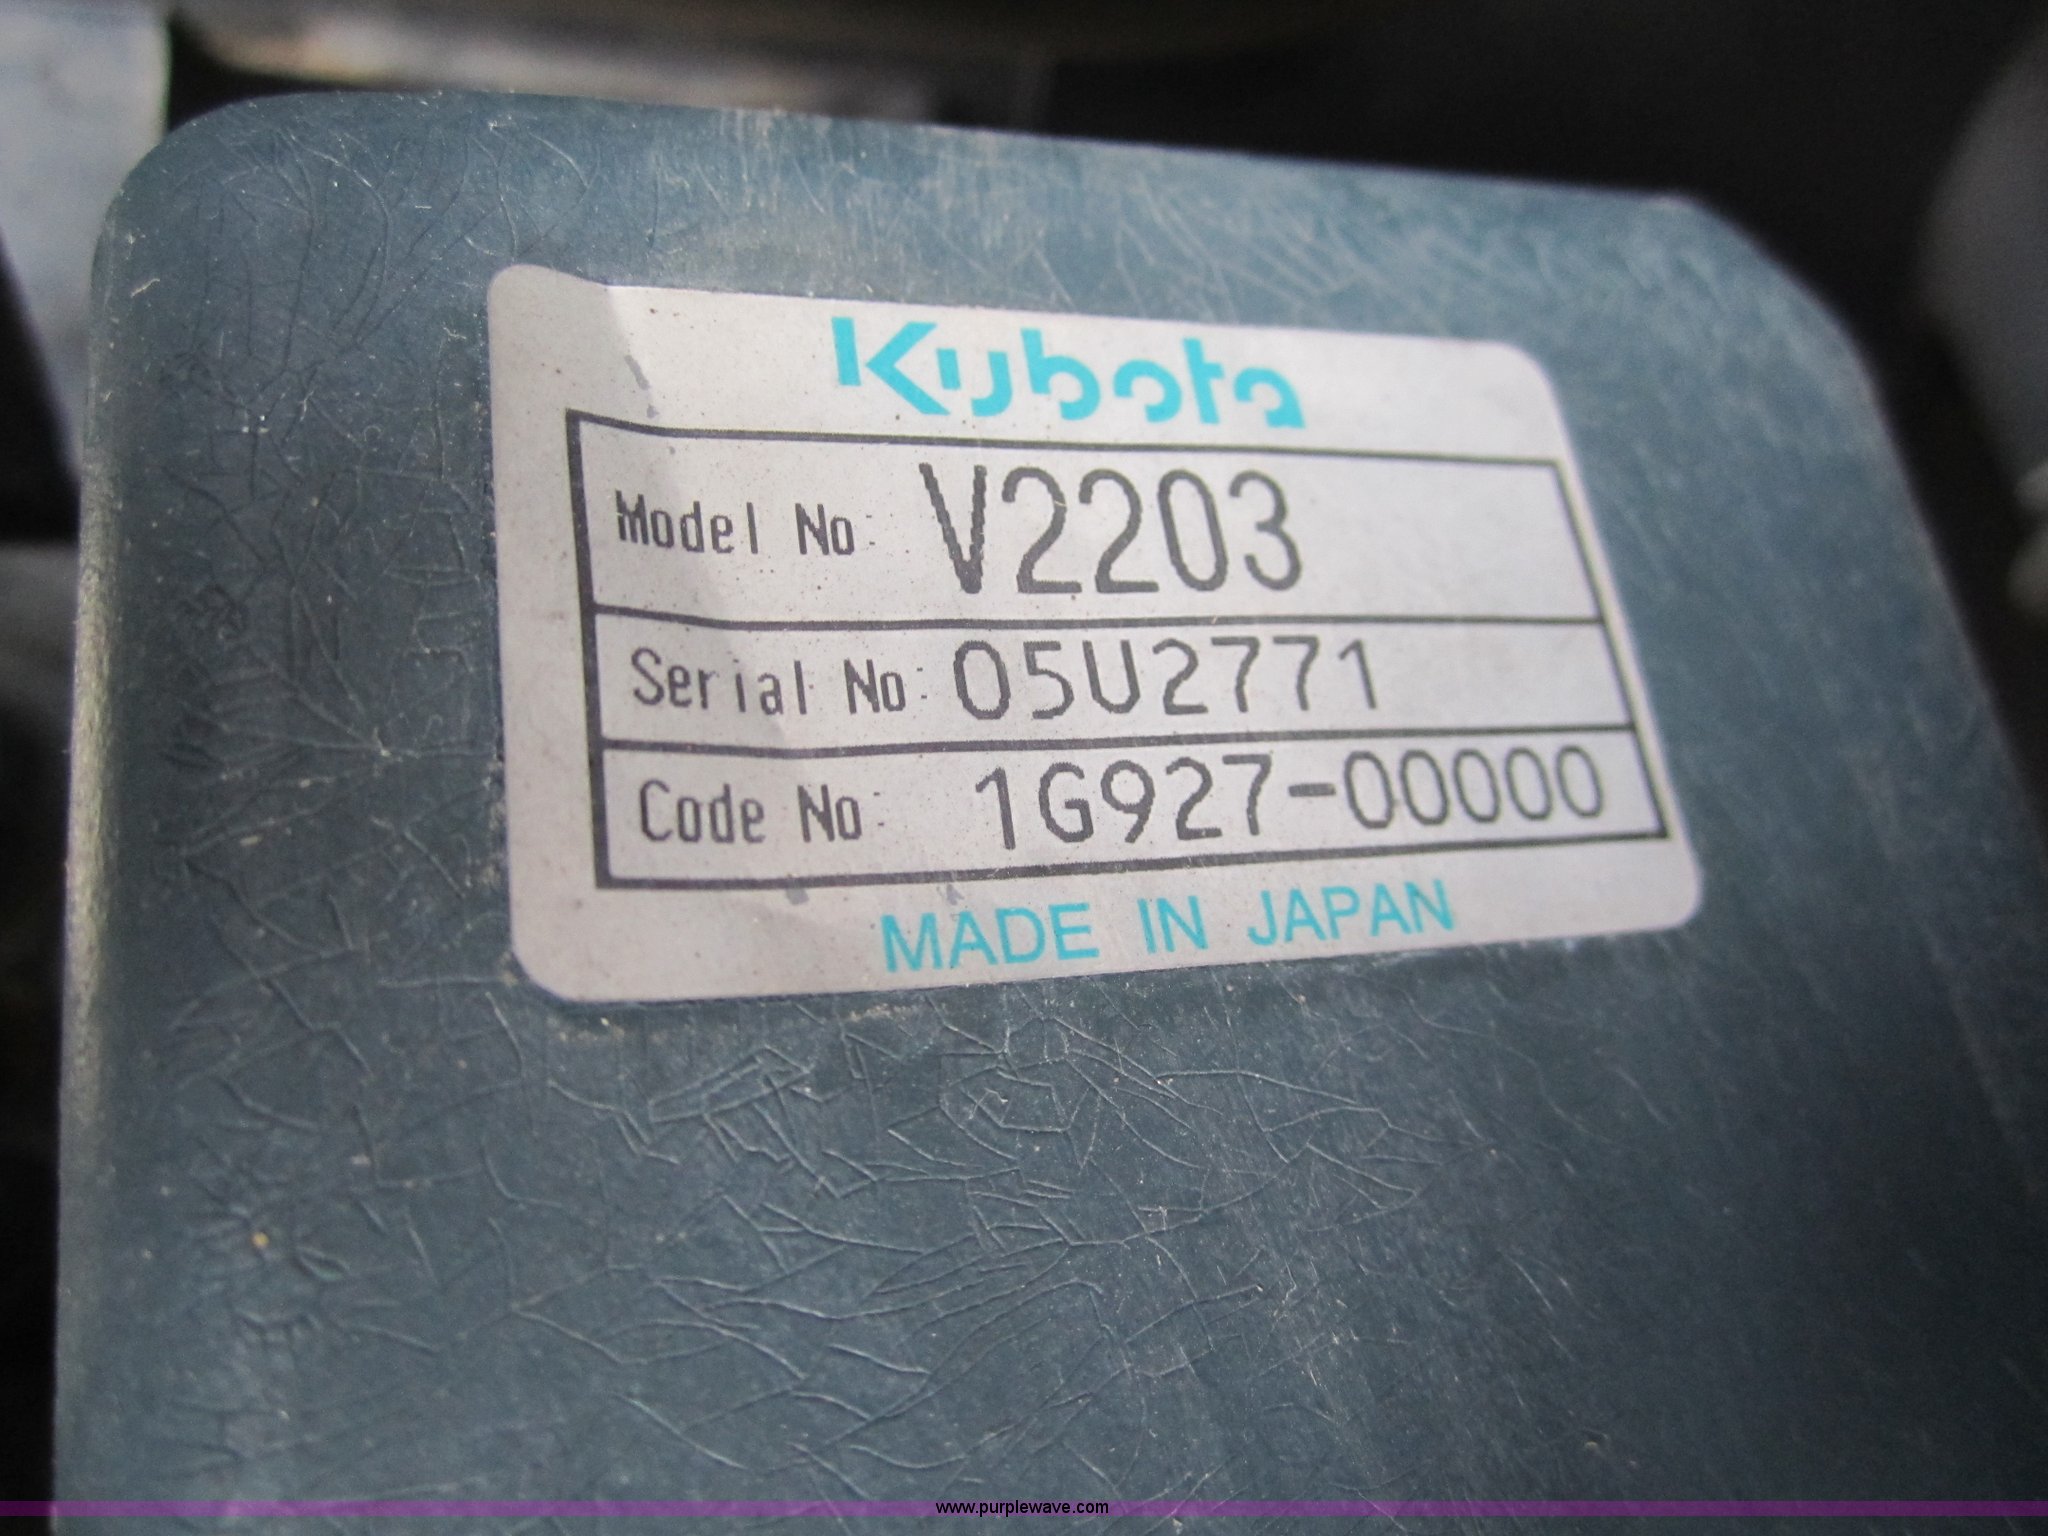 Kubota
Model No: V2203
Serial No: 05U2771
Code No: 1G927-00000
MADE IN JAPAN
www.purplewave.com